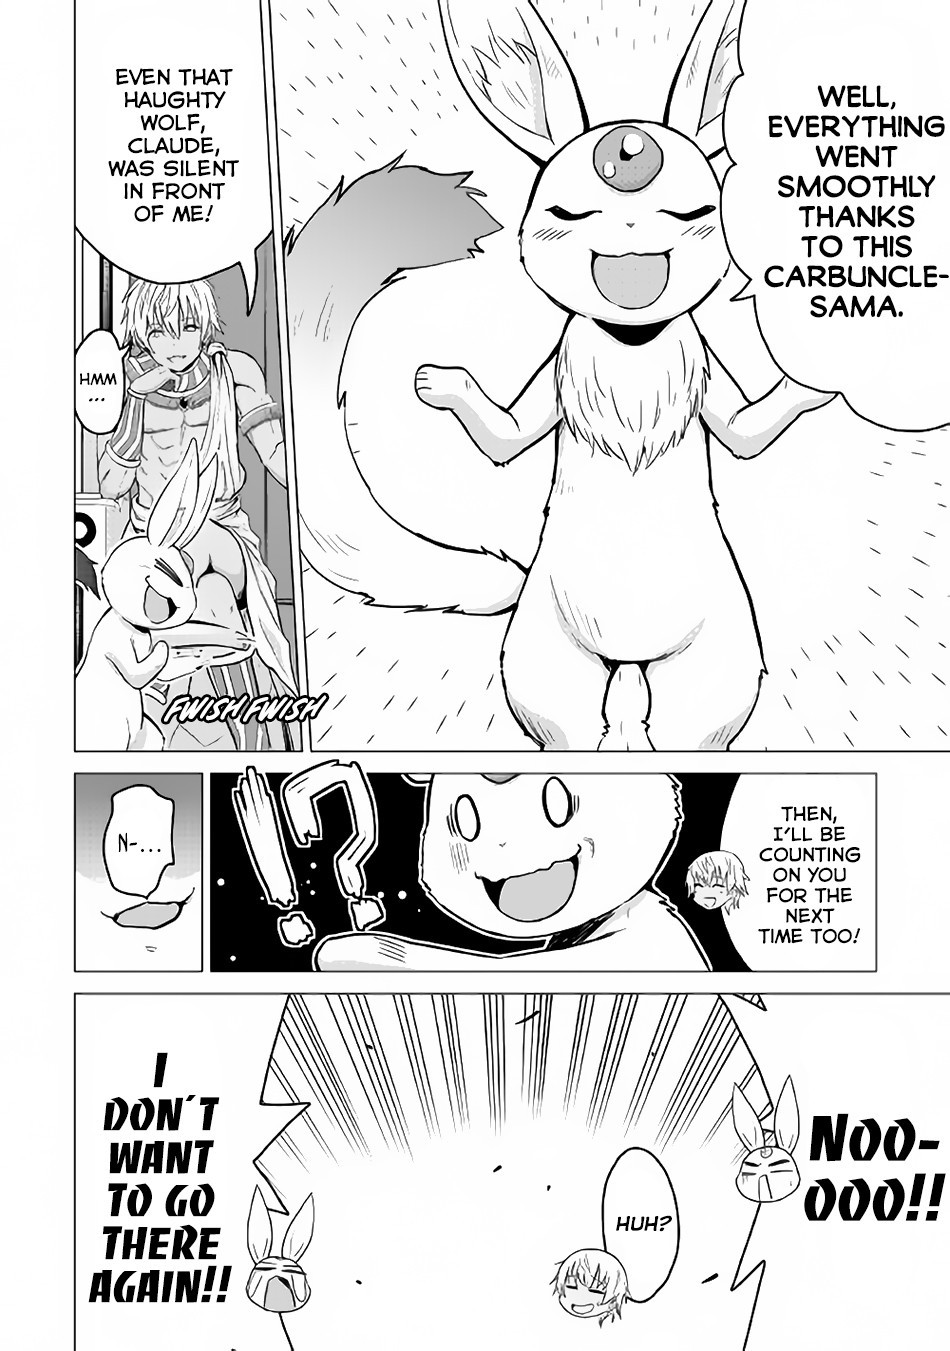 WELL,
EVERYTHING
WENT
SMOOTHLY
THANKS
TO THIS
CARBUNCLE-
SAMA.
EVEN THAT
HAUGHTY
WOLF,
CLAUDE,
WAS SILENT
IN FRONT
OF ME!
HMM
...
FWISH FWISH
THEN,
I'LL BE
COUNTING
ON YOU
FOR THE
NEXT
TIME TOO!
!?
N-...
NOO-
OOO!!
HUH?
I
DON'T
WANT
TO GO
THERE
AGAIN!!